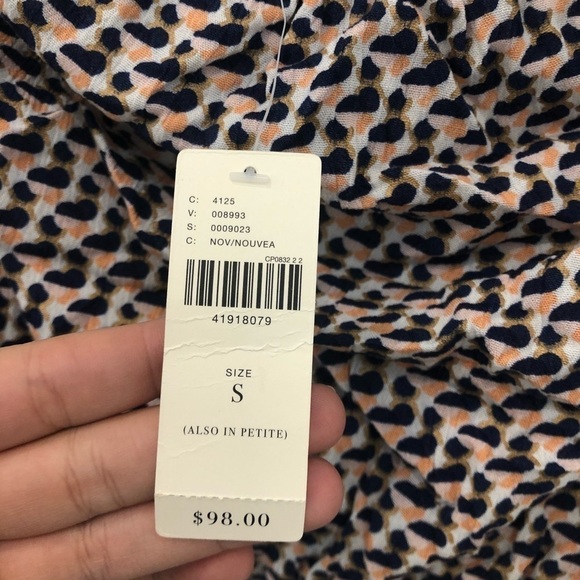 C: 4125
V: 008993
S: 0009023
C: NOV/NOUVEA
CP0832 2 2
41918079
SIZE
S
(ALSO IN PETITE)
$98.00